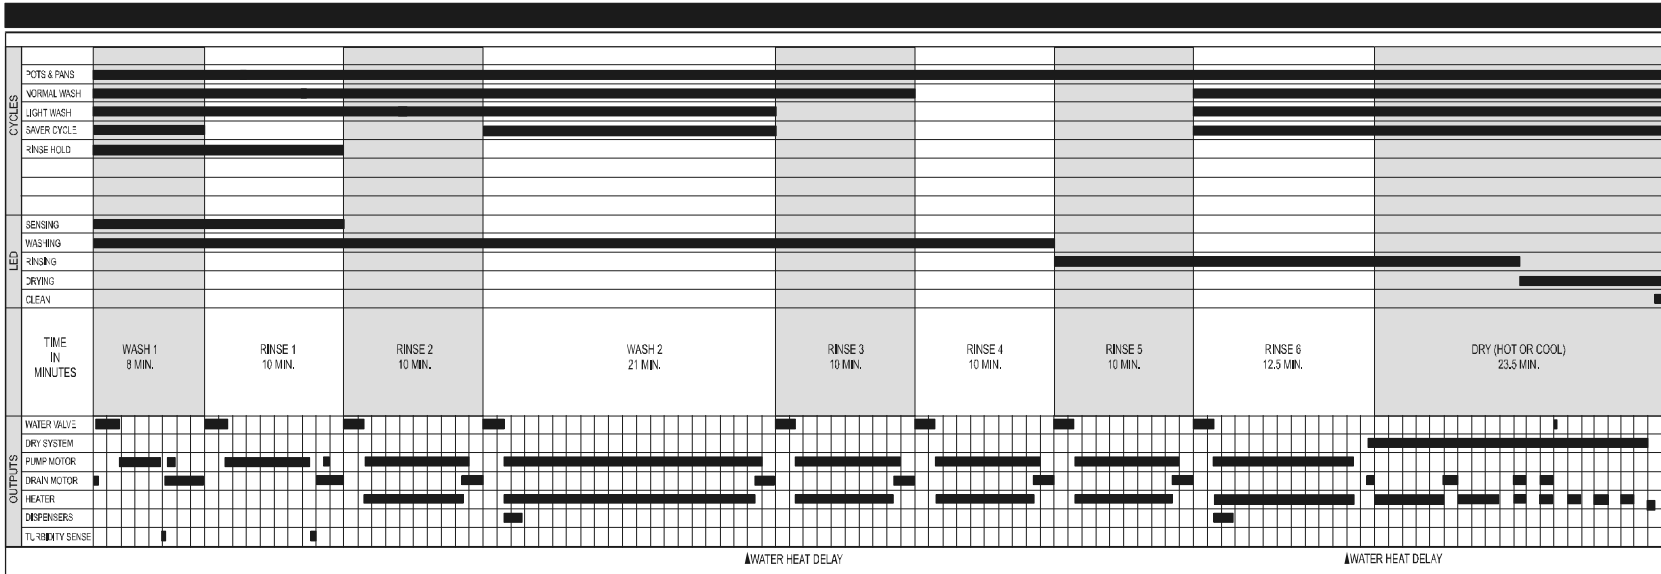 CYCLES
POTS & PANS
NORMAL WASH
LIGHT WASH
SAVER CYCLE
RINSE HOLD
LED
SENSING
WASHING
RINSING
DRYING
CLEAN
TIME
IN
MINUTES
WASH 1
8 MIN.
RINSE 1
10 MIN.
RINSE 2
10 MIN.
WASH 2
21 MIN.
RINSE 3
10 MIN.
RINSE 4
10 MIN.
RINSE 5
10 MIN.
RINSE 6
12.5 MIN.
DRY (HOT OR COOL)
23.5 MIN.
OUTPUTS
WATER VALVE
DRY SYSTEM
PUMP MOTOR
DRAIN MOTOR
HEATER
DISPENSERS
TURBIDITY SENSE
WATER HEAT DELAY
WATER HEAT DELAY